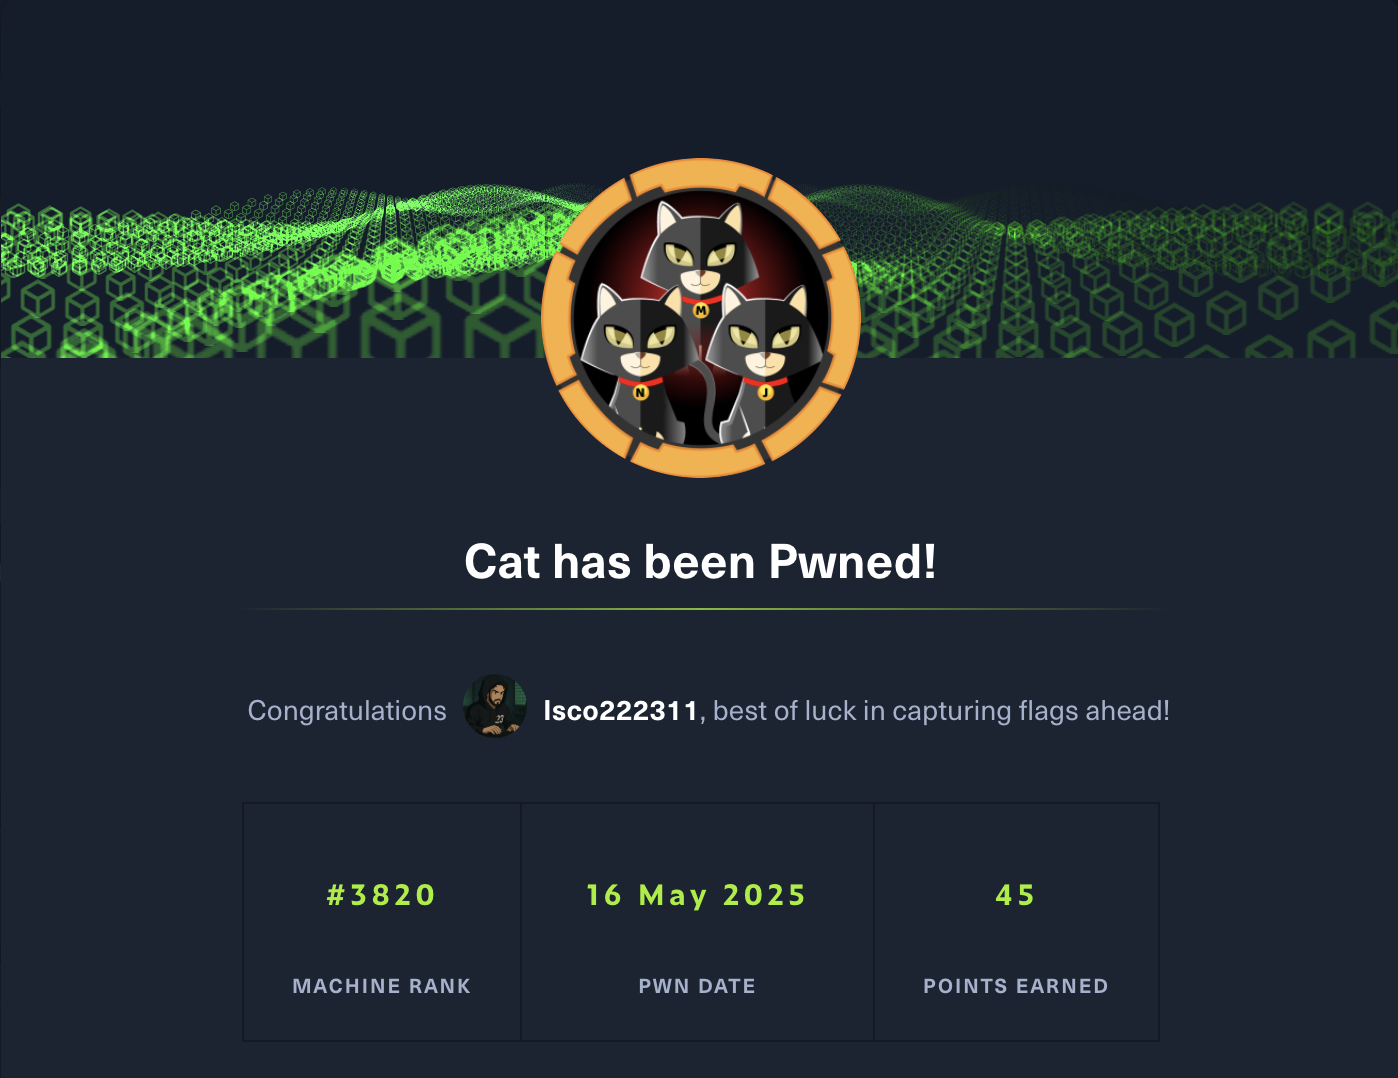 M
N
J
Cat has been Pwned!
Congratulations Isco222311, best of luck in capturing flags ahead!
#3820
16 May 2025
45
MACHINE RANK
PWN DATE
POINTS EARNED